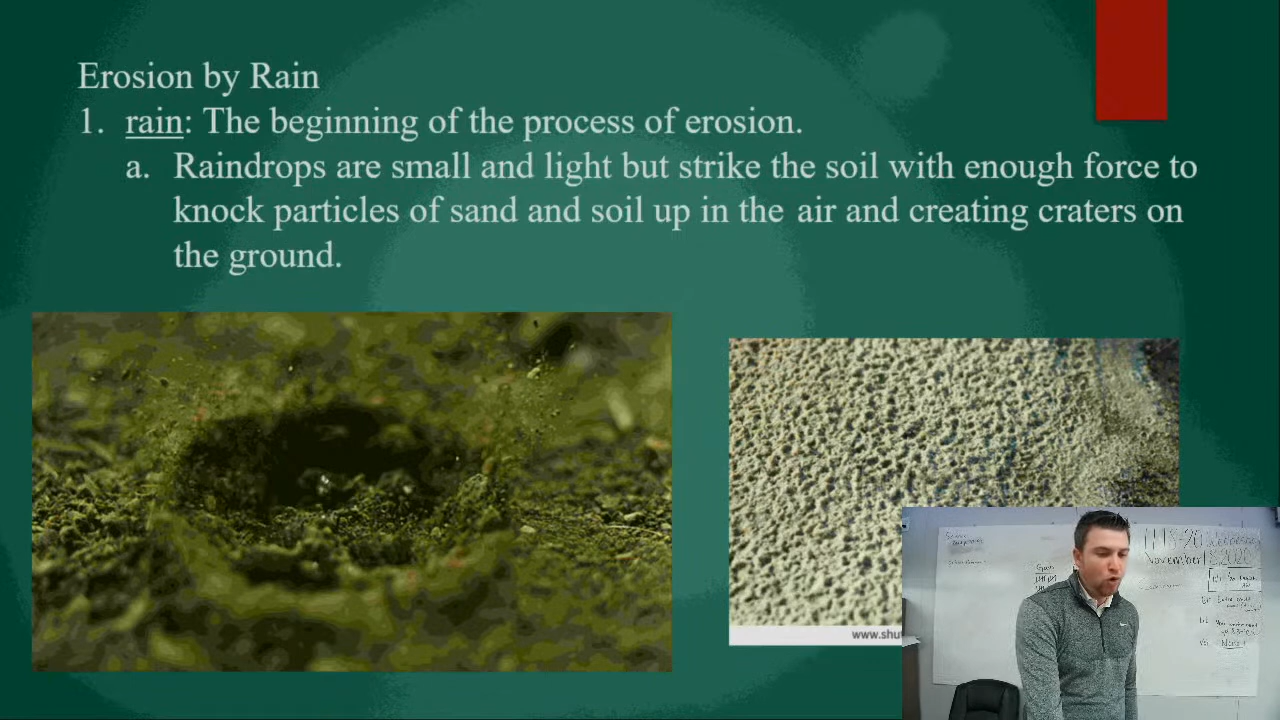 Erosion by Rain
1. rain: The beginning of the process of erosion.
a. Raindrops are small and light but strike the soil with enough force to
knock particles of sand and soil up in the air and creating craters on
the ground.
www.shu
November